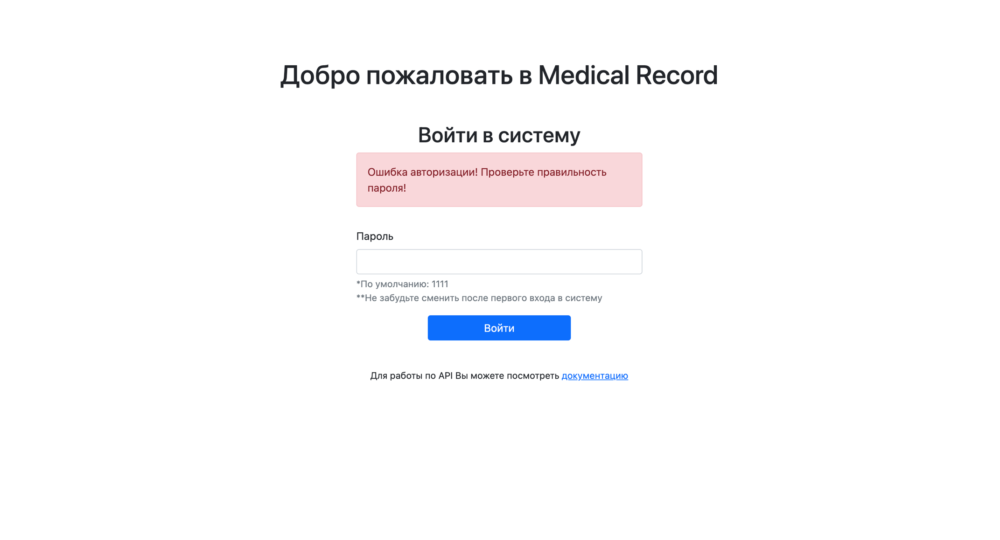 Добро пожаловать в Medical Record
Войти в систему
Ошибка авторизации! Проверьте правильность
пароля!
Пароль
*По умолчанию: 1111
**Не забудьте сменить после первого входа в систему
Войти
Для работы по API Вы можете посмотреть документацию